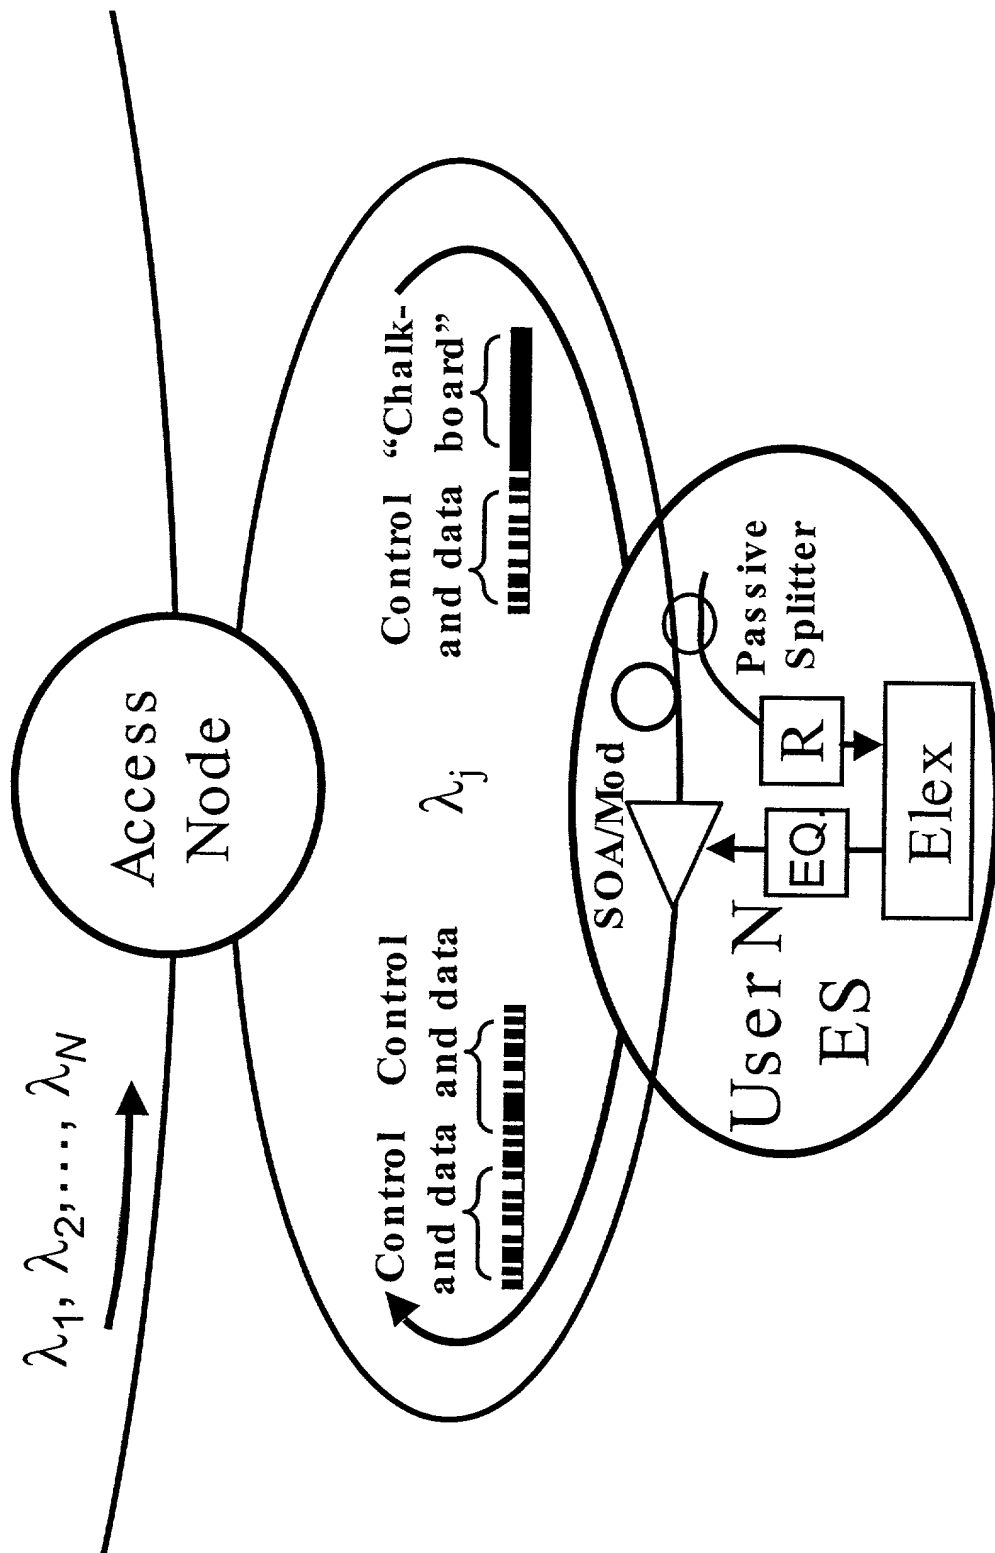 λ1, λ2,..., λN
Access
Node
Control
and data
Control
and data
λj
Control
and data
“Chalk-
board”
SOA/Mod
Passive
Splitter
User N
ES
EQ.
R
Elex